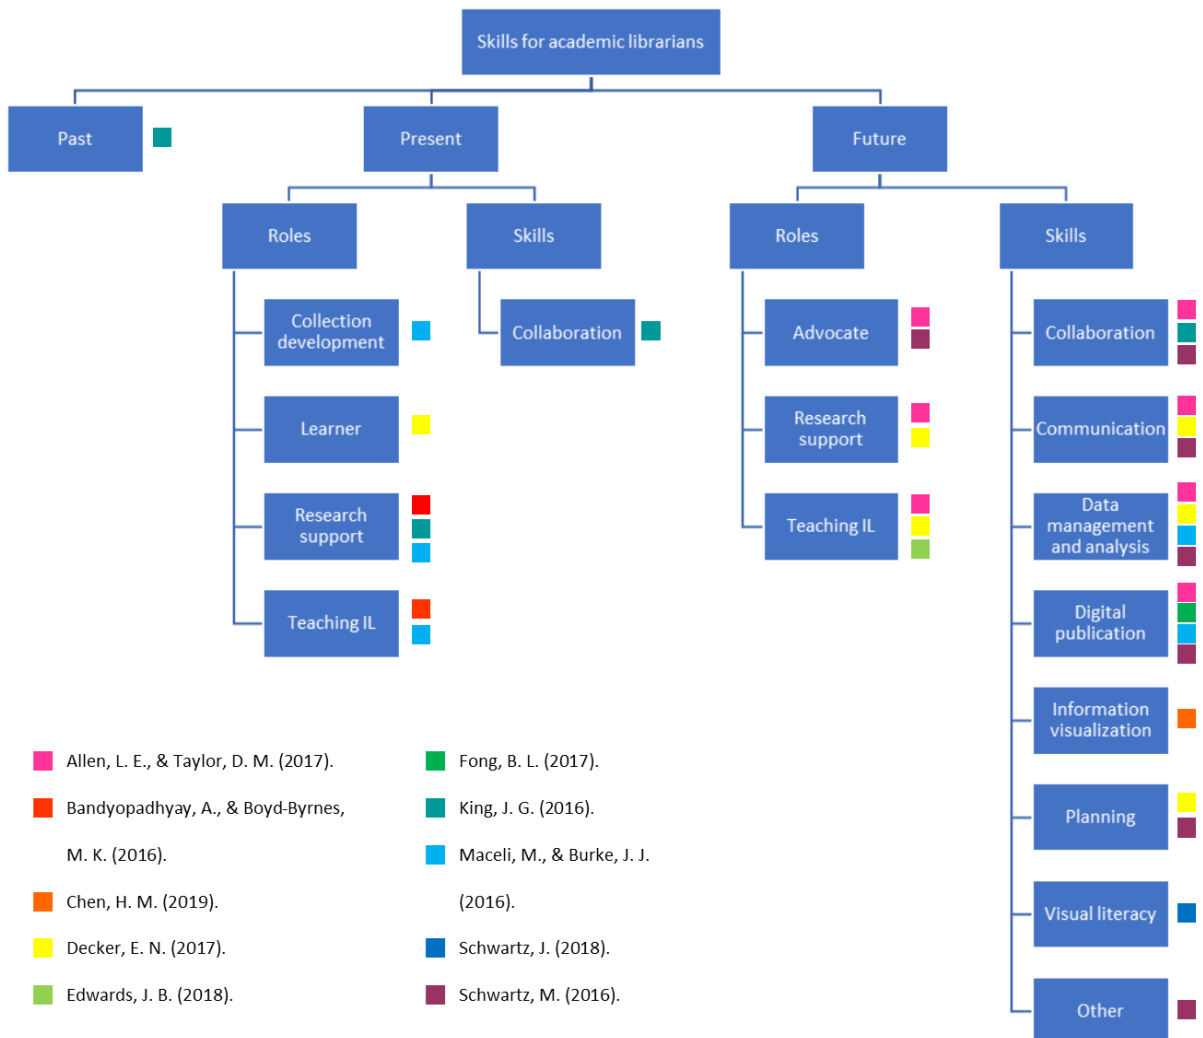 Skills for academic librarians
Past
Present
Future
Roles
Skills
Roles
Skills
Collection
development
Learner
Research
support
Teaching IL
Collaboration
Advocate
Research
support
Teaching IL
Collaboration
Communication
Data
management
and analysis
Digital
publication
Information
visualization
Planning
Visual literacy
Other
Allen, L. E., & Taylor, D. M. (2017).
Bandyopadhyay, A., & Boyd-Byrnes,
M. K. (2016).
Chen, H. M. (2019).
Decker, E. N. (2017).
Edwards, J. B. (2018).
Fong, B. L. (2017).
King, J. G. (2016).
Maceli, M., & Burke, J. J.
(2016).
Schwartz, J. (2018).
Schwartz, M. (2016).